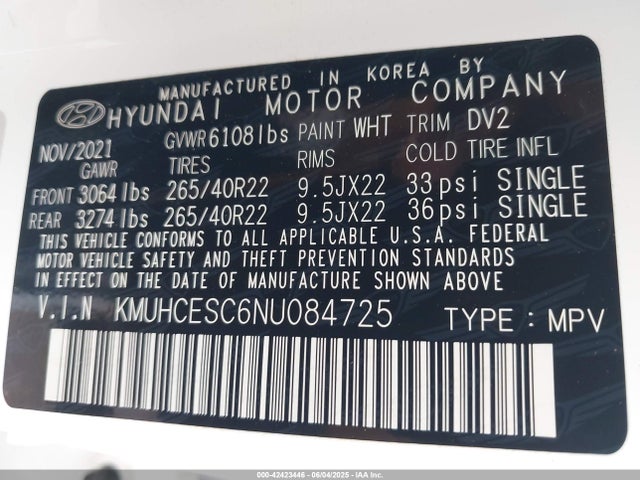 MANUFACTURED IN KOREA BY
HYUNDAI MOTOR COMPANY
NOV/2021 GVWR 6108lbs PAINT WHT TRIM DV2
GAWR TIRES RIMS COLD TIRE INFL
FRONT 3064 lbs 265/40R22 9.5JX22 33psi SINGLE
REAR 3274 lbs 265/40R22 9.5JX22 36psi SINGLE
THIS VEHICLE CONFORMS TO ALL APPLICABLE U.S.A. FEDERAL
MOTOR VEHICLE SAFETY AND THEFT PREVENTION STANDARDS
IN EFFECT ON THE DATE OF MANUFACTURE SHOWN ABOVE
V.I.N KMUHCESC6NU084725 TYPE : MPV
000-42423446 - 06/04/2025 - IAA Inc.